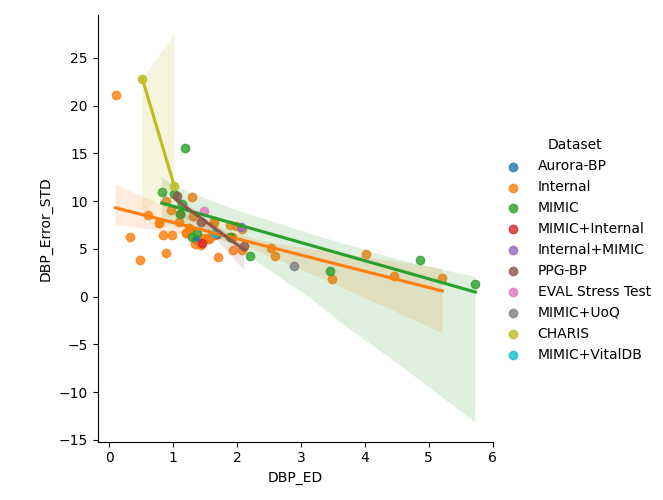 25
20
15
10
5
0
−5
−10
−15
DBP_Error_STD
0
1
2
3
4
5
6
DBP_ED
Dataset
Aurora-BP
Internal
MIMIC
MIMIC+Internal
Internal+MIMIC
PPG-BP
EVAL Stress Test
MIMIC+UoQ
CHARIS
MIMIC+VitalDB